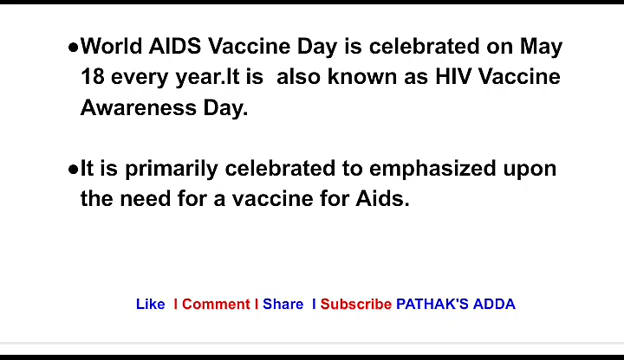 ●World AIDS Vaccine Day is celebrated on May
18 every year.It is  also known as HIV Vaccine
Awareness Day.
●It is primarily celebrated to emphasized upon
the need for a vaccine for Aids.
Like  I Comment I Share  I Subscribe PATHAK'S ADDA